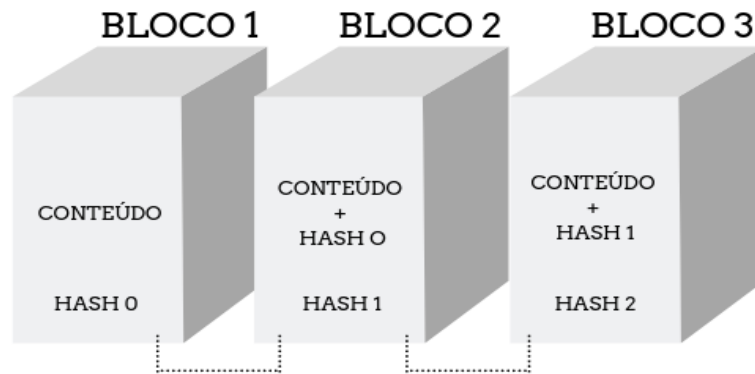 BLOCO 1
BLOCO 2
BLOCO 3
CONTEÚDO
HASH 0
CONTEÚDO
+
HASH O
HASH 1
CONTEÚDO
+
HASH 1
HASH 2